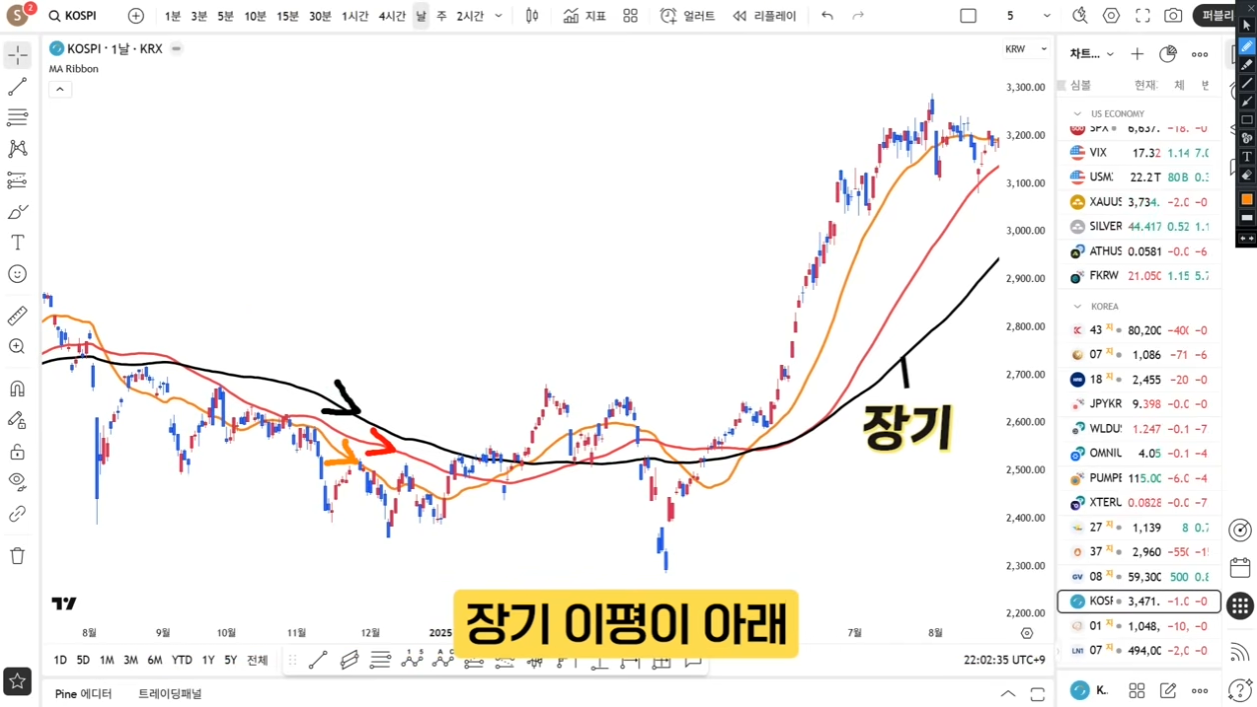 S 2 KOSPI 1분 3분 5분 10분 15분 30분 1시간 4시간 날 주 2시간 지표 얼러트 리플레이 5 퍼블리
KOSPI · 1날 · KRX
MA Ribbon
KRW
3,300.00
3,200.00
3,100.00
3,000.00
2,900.00
2,800.00
2,700.00
2,600.00
2,500.00
2,400.00
2,300.00
2,200.00
장기
장기 이평이 아래
8월 9월 10월 11월 12월 2025 7월 8월
1D 5D 1M 3M 6M YTD 1Y 5Y 전체
22:02:35 UTC+9
Pine 에디터 트레이딩패널
차트...
심볼 현재: 체 번
US ECONOMY
SPX 6,637. −18. −0
VIX 17.32 1.14 7.0
USM: 22.2T 80B 0.3
XAUUS 3,734. −2.0 −0
SILVER 44.417 0.52 1.1
ATHUS 0.0581 −0.0 −6
FKRW 21.050 1.15 5.7
KOREA
43 지 80,200 −400 −0
07 지 1,086 −71 −6
18 지 2,455 −20 −0
JPYKR 9.398 −0.0 −0
WLDU: 1.247 −0.1 −7
OMNIU 4.05 −0.1 −4
PUMPE 115.00 −6.0 −4
XTERU 0.0828 −0.0 −7
27 지 1,139 8 0.7
37 지 2,960 −550 −1
08 지 59,300 500 0.8
KOSF 3,471. −1.0 −0
01 지 1,048, −10, −0
07 지 494,00 −2,0 −0
K..